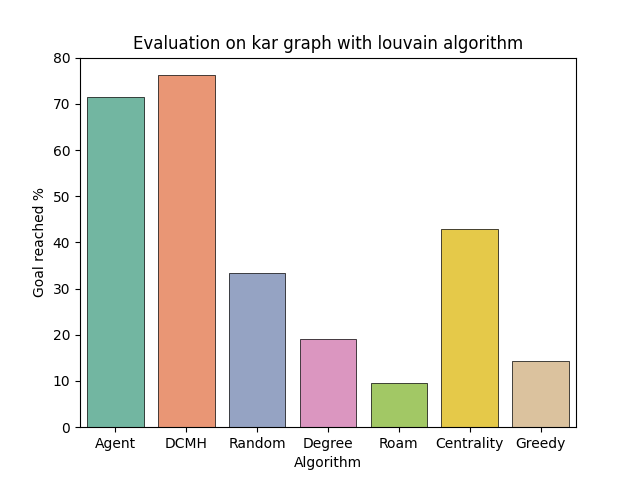 Evaluation on kar graph with louvain algorithm
80
70
60
50
40
30
20
10
0
Goal reached %
Agent DCMH Random Degree Roam Centrality Greedy
Algorithm